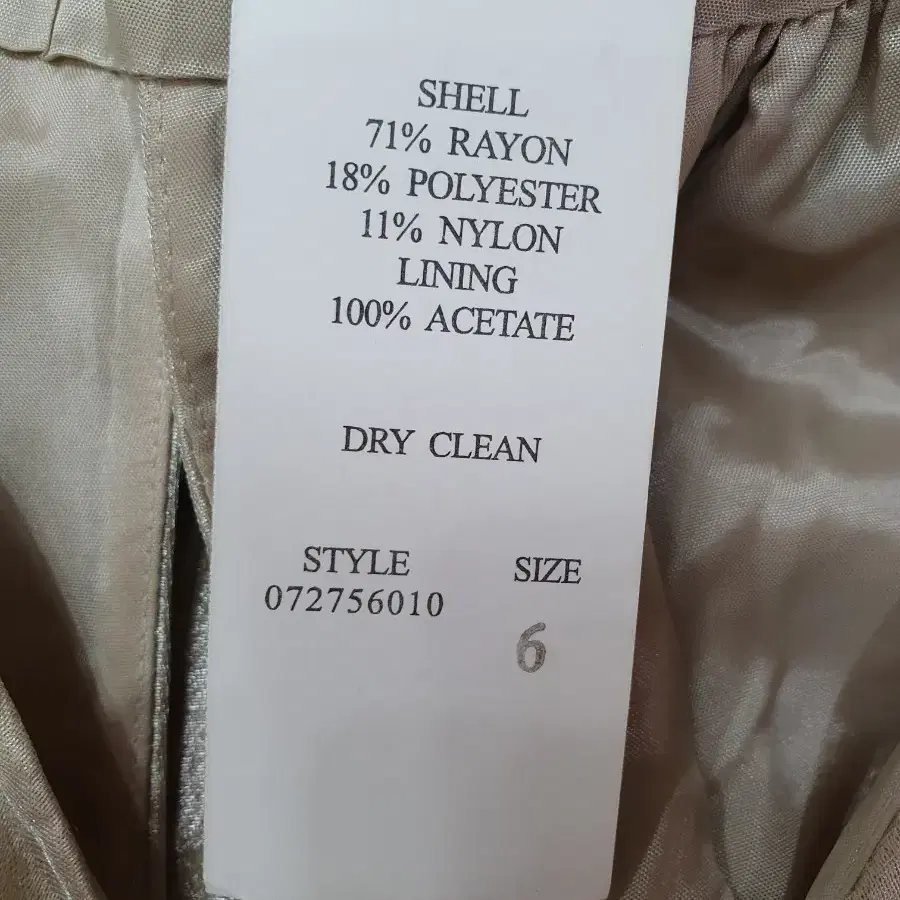 SHELL
71% RAYON
18% POLYESTER
11% NYLON
LINING
100% ACETATE
DRY CLEAN
STYLE SIZE
072756010
6